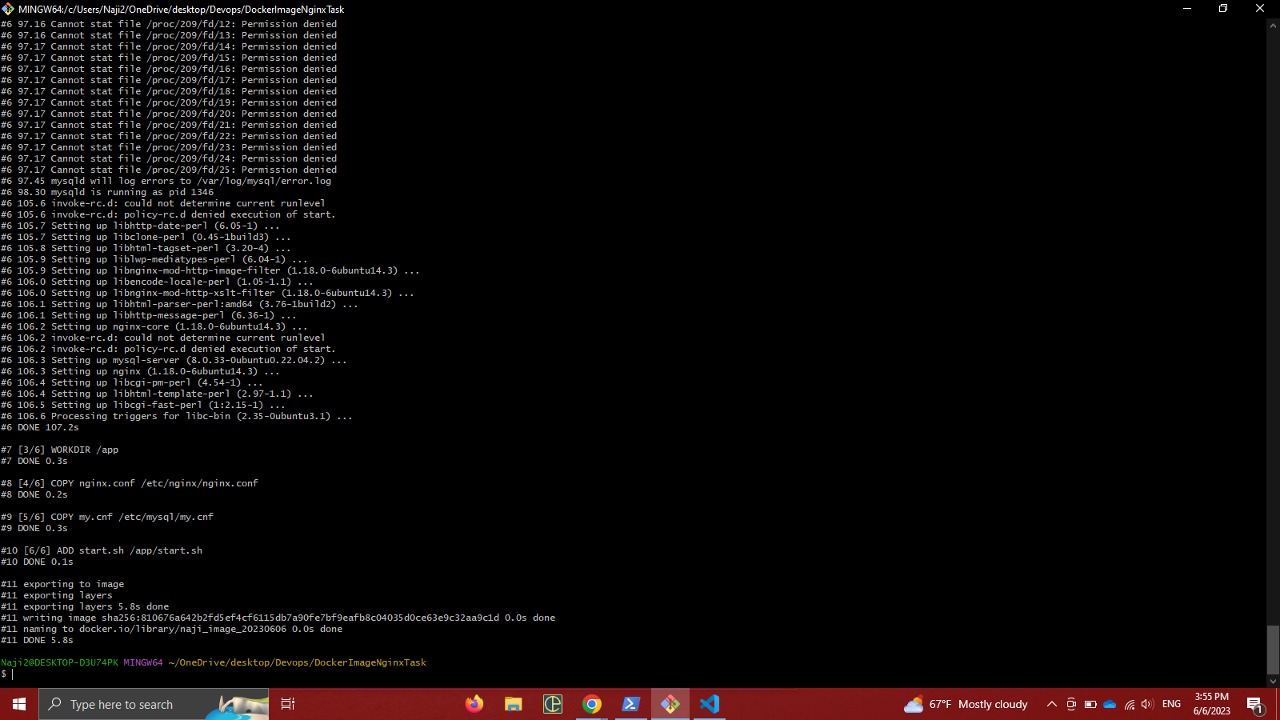 MINGW64:/c/Users/Naji2/OneDrive/desktop/Devops/DockerImageNginxTask
#6 97.16 Cannot stat file /proc/209/fd/12: Permission denied
#6 97.16 Cannot stat file /proc/209/fd/13: Permission denied
#6 97.17 Cannot stat file /proc/209/fd/14: Permission denied
#6 97.17 Cannot stat file /proc/209/fd/15: Permission denied
#6 97.17 Cannot stat file /proc/209/fd/16: Permission denied
#6 97.17 Cannot stat file /proc/209/fd/17: Permission denied
#6 97.17 Cannot stat file /proc/209/fd/18: Permission denied
#6 97.17 Cannot stat file /proc/209/fd/19: Permission denied
#6 97.17 Cannot stat file /proc/209/fd/20: Permission denied
#6 97.17 Cannot stat file /proc/209/fd/21: Permission denied
#6 97.17 Cannot stat file /proc/209/fd/22: Permission denied
#6 97.17 Cannot stat file /proc/209/fd/23: Permission denied
#6 97.17 Cannot stat file /proc/209/fd/24: Permission denied
#6 97.17 Cannot stat file /proc/209/fd/25: Permission denied
#6 97.45 mysqld will log errors to /var/log/mysql/error.log
#6 98.30 mysqld is running as pid 1346
#6 105.6 invoke-rc.d: could not determine current runlevel
#6 105.6 invoke-rc.d: policy-rc.d denied execution of start.
#6 105.7 Setting up libhttp-date-perl (6.05-1) ...
#6 105.7 Setting up libclone-perl (0.45-1build3) ...
#6 105.8 Setting up libhtml-tagset-perl (3.20-4) ...
#6 105.9 Setting up liblwp-mediatypes-perl (6.04-1) ...
#6 105.9 Setting up libnginx-mod-http-image-filter (1.18.0-6ubuntu14.3) ...
#6 106.0 Setting up libencode-locale-perl (1.05-1.1) ...
#6 106.0 Setting up libnginx-mod-http-xslt-filter (1.18.0-6ubuntu14.3) ...
#6 106.1 Setting up libhtml-parser-perl:amd64 (3.76-1build2) ...
#6 106.1 Setting up libhttp-message-perl (6.36-1) ...
#6 106.2 Setting up nginx-core (1.18.0-6ubuntu14.3) ...
#6 106.2 invoke-rc.d: could not determine current runlevel
#6 106.2 invoke-rc.d: policy-rc.d denied execution of start.
#6 106.3 Setting up mysql-server (8.0.33-0ubuntu0.22.04.2) ...
#6 106.3 Setting up nginx (1.18.0-6ubuntu14.3) ...
#6 106.4 Setting up libcgi-pm-perl (4.54-1) ...
#6 106.4 Setting up libhtml-template-perl (2.97-1.1) ...
#6 106.5 Setting up libcgi-fast-perl (1:2.15-1) ...
#6 106.6 Processing triggers for libc-bin (2.35-0ubuntu3.1) ...
#6 DONE 107.2s
#7 [3/6] WORKDIR /app
#7 DONE 0.3s
#8 [4/6] COPY nginx.conf /etc/nginx/nginx.conf
#8 DONE 0.2s
#9 [5/6] COPY my.cnf /etc/mysql/my.cnf
#9 DONE 0.3s
#10 [6/6] ADD start.sh /app/start.sh
#10 DONE 0.1s
#11 exporting to image
#11 exporting layers
#11 exporting layers 5.8s done
#11 writing image sha256:810676a642b2fd5ef4cf6115db7a90fe7bf9eafb8c04035d0ce63e9c32aa9c1d 0.0s done
#11 naming to docker.io/library/naji_image_20230606 0.0s done
#11 DONE 5.8s
Naji2@DESKTOP-D3U74PK MINGW64 ~/OneDrive/desktop/Devops/DockerImageNginxTask
$
Type here to search
67°F Mostly cloudy
ENG
3:55 PM
6/6/2023
1